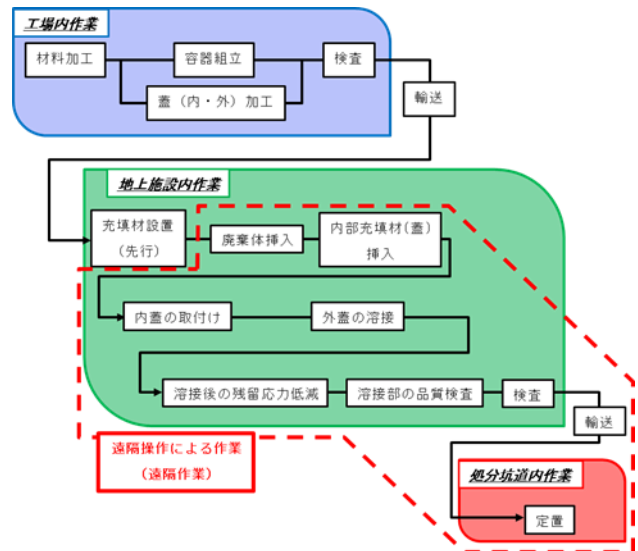 工場内作業
材料加工
容器組立
検査
蓋（内・外）加工
輸送
地上施設内作業
充填材設置
（先行）
廃棄体挿入
内部充填材(蓋)
挿入
内蓋の取付け
外蓋の溶接
溶接後の残留応力低減
溶接部の品質検査
検査
輸送
遠隔操作による作業
（遠隔作業）
処分坑道内作業
定置